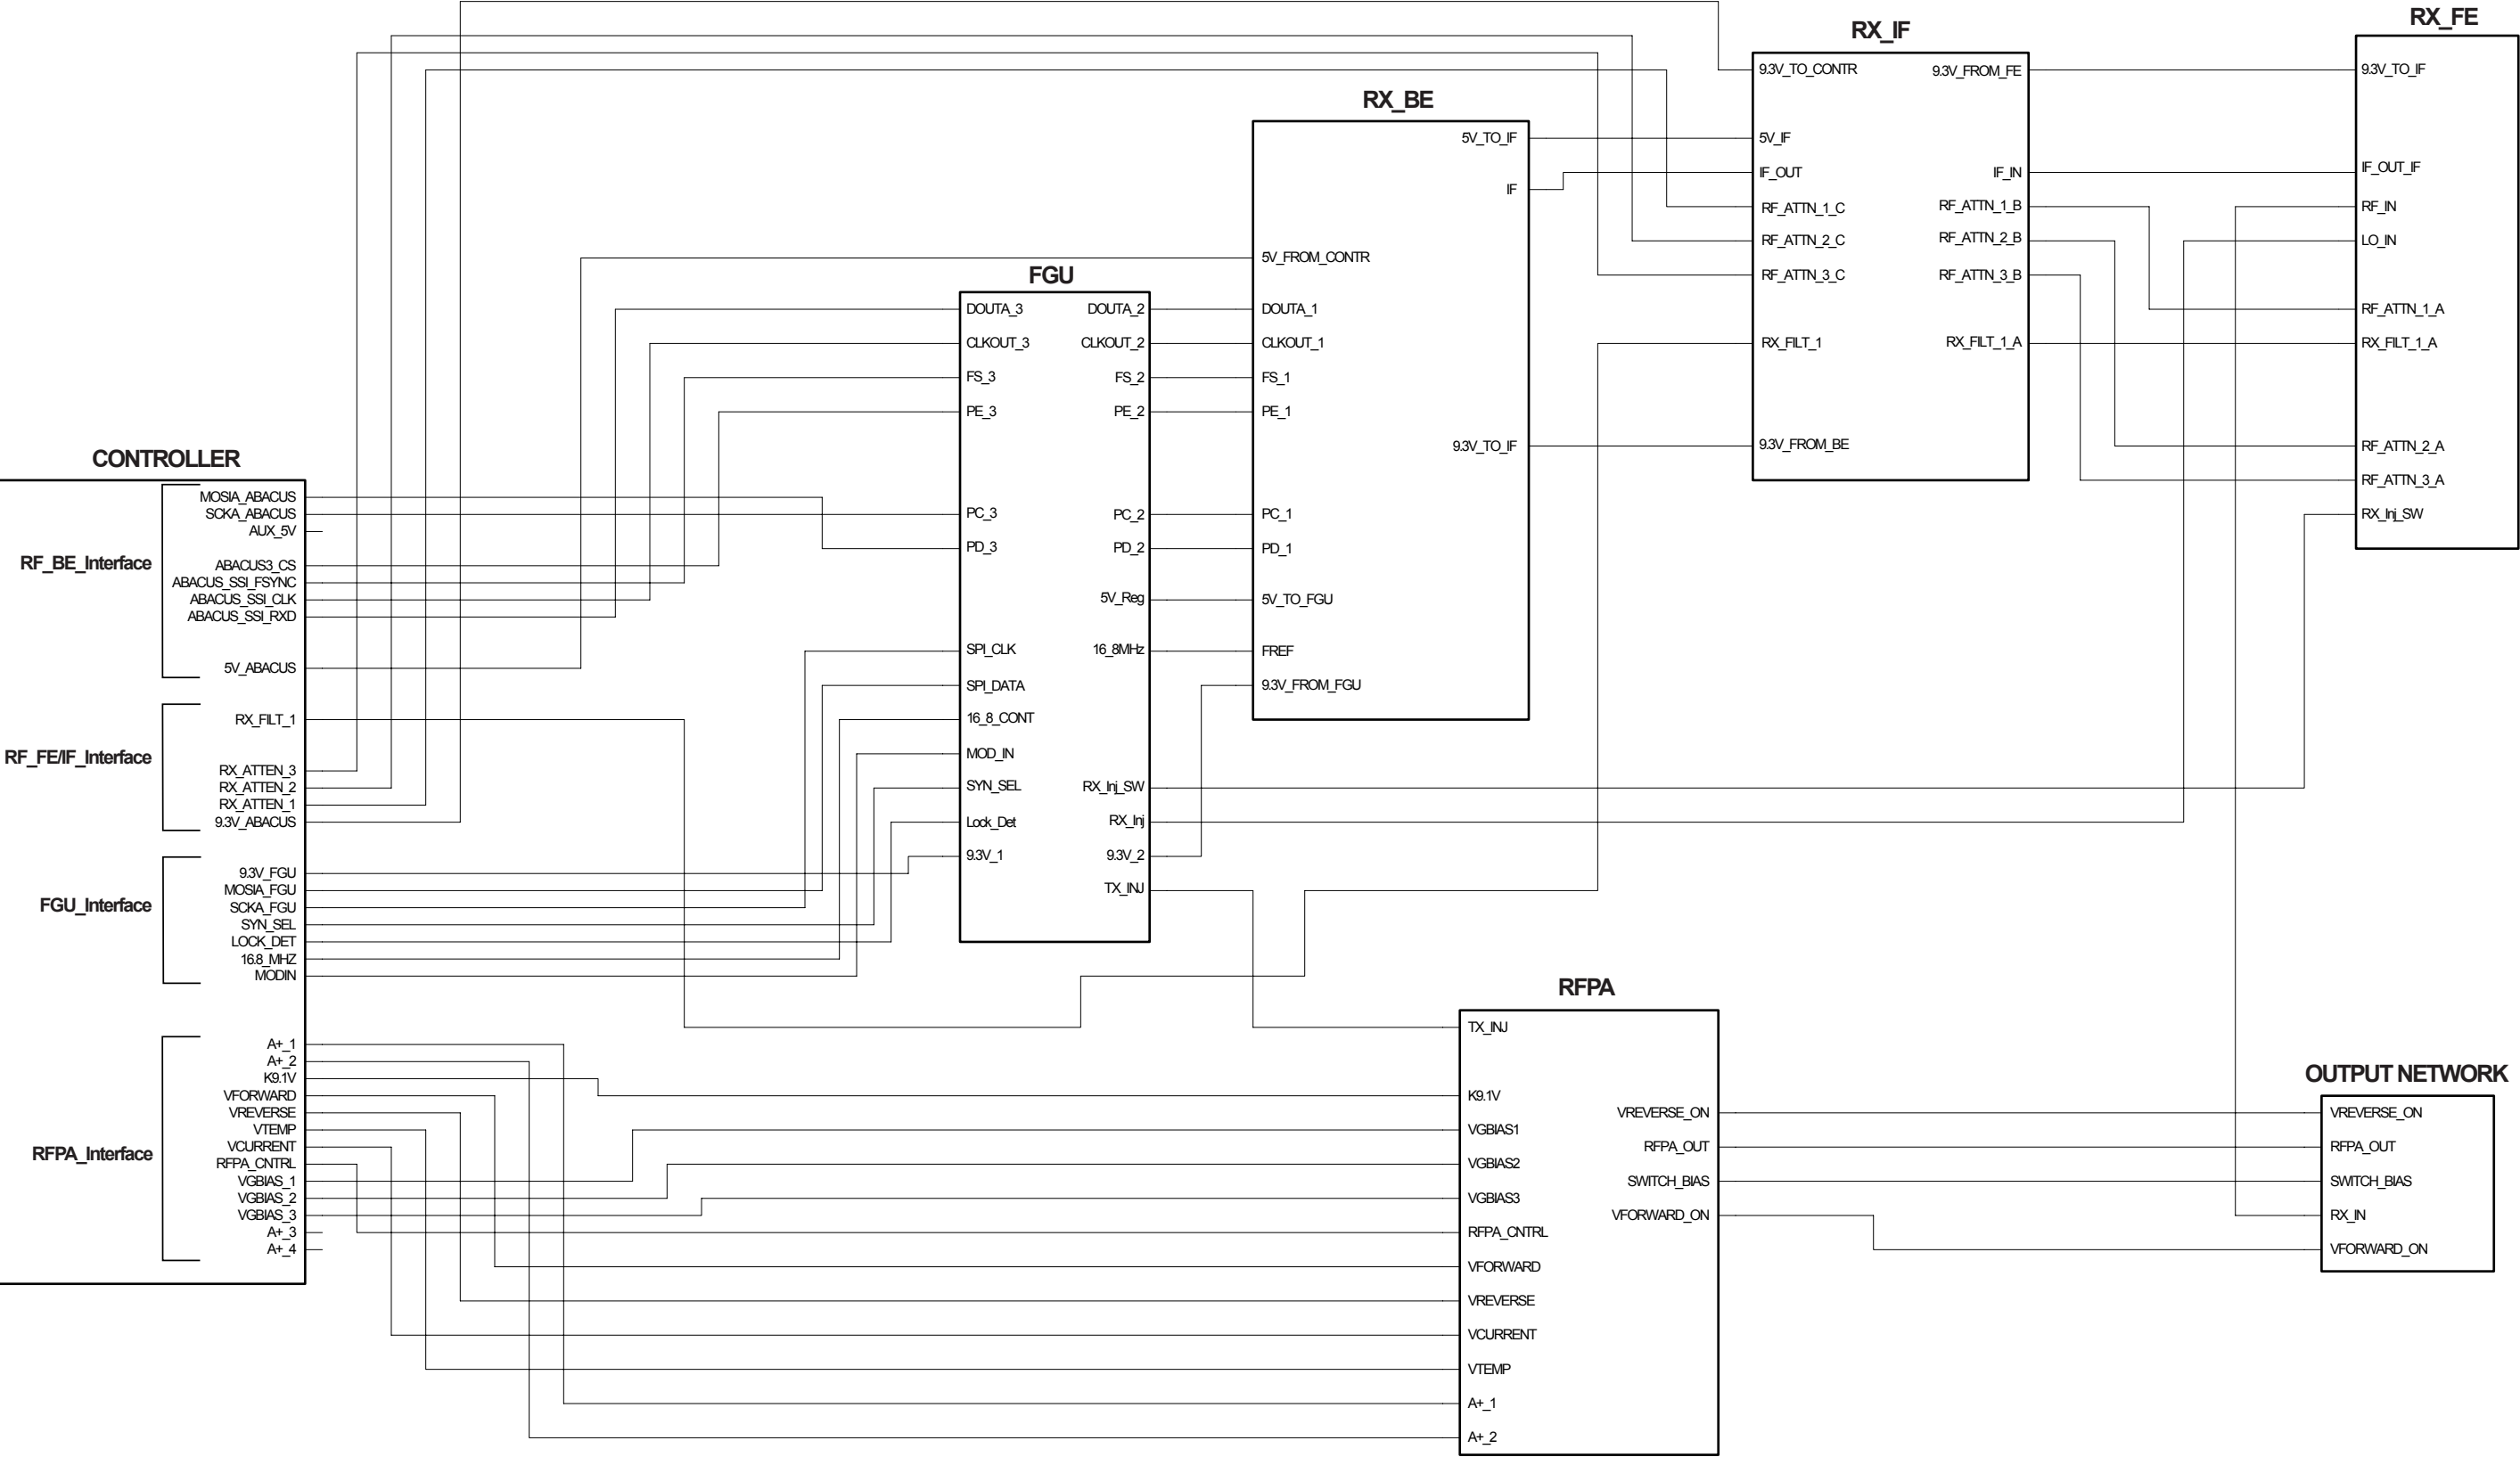 CONTROLLER
RF_BE_Interface
MOSIA_ABACUS
SCKA_ABACUS
AUX_5V
ABACUS3_CS
ABACUS_SSI_FSYNC
ABACUS_SSI_CLK
ABACUS_SSI_RXD
5V_ABACUS
RF_FE/IF_Interface
RX_FILT_1
RX_ATTEN_3
RX_ATTEN_2
RX_ATTEN_1
9.3V_ABACUS
FGU_Interface
9.3V_FGU
MOSIA_FGU
SCKA_FGU
SYN_SEL
LOCK_DET
16.8_MHZ
MODIN
RFPA_Interface
A+_1
A+_2
K9.1V
VFORWARD
VREVERSE
VTEMP
VCURRENT
RFPA_CNTRL
VGBIAS_1
VGBIAS_2
VGBIAS_3
A+_3
A+_4
FGU
DOUTA_3
CLKOUT_3
FS_3
PE_3
PC_3
PD_3
SPI_CLK
SPI_DATA
16_8_CONT
MOD_IN
SYN_SEL
Lock_Det
9.3V_1
DOUTA_2
CLKOUT_2
FS_2
PE_2
PC_2
PD_2
5V_Reg
16_8MHz
RX_Inj_SW
RX_Inj
9.3V_2
TX_INJ
RX_BE
5V_FROM_CONTR
DOUTA_1
CLKOUT_1
FS_1
PE_1
PC_1
PD_1
5V_TO_FGU
FREF
9.3V_FROM_FGU
5V_TO_IF
IF
9.3V_TO_IF
RX_IF
9.3V_TO_CONTR
5V_IF
IF_OUT
RF_ATTN_1_C
RF_ATTN_2_C
RF_ATTN_3_C
RX_FILT_1
9.3V_FROM_BE
9.3V_FROM_FE
IF_IN
RF_ATTN_1_B
RF_ATTN_2_B
RF_ATTN_3_B
RX_FILT_1_A
RX_FE
9.3V_TO_IF
IF_OUT_IF
RF_IN
LO_IN
RF_ATTN_1_A
RX_FILT_1_A
RF_ATTN_2_A
RF_ATTN_3_A
RX_Inj_SW
RFPA
TX_INJ
K9.1V
VGBIAS1
VGBIAS2
VGBIAS3
RFPA_CNTRL
VFORWARD
VREVERSE
VCURRENT
VTEMP
A+_1
A+_2
VREVERSE_ON
RFPA_OUT
SWITCH_BIAS
VFORWARD_ON
OUTPUT NETWORK
VREVERSE_ON
RFPA_OUT
SWITCH_BIAS
RX_IN
VFORWARD_ON